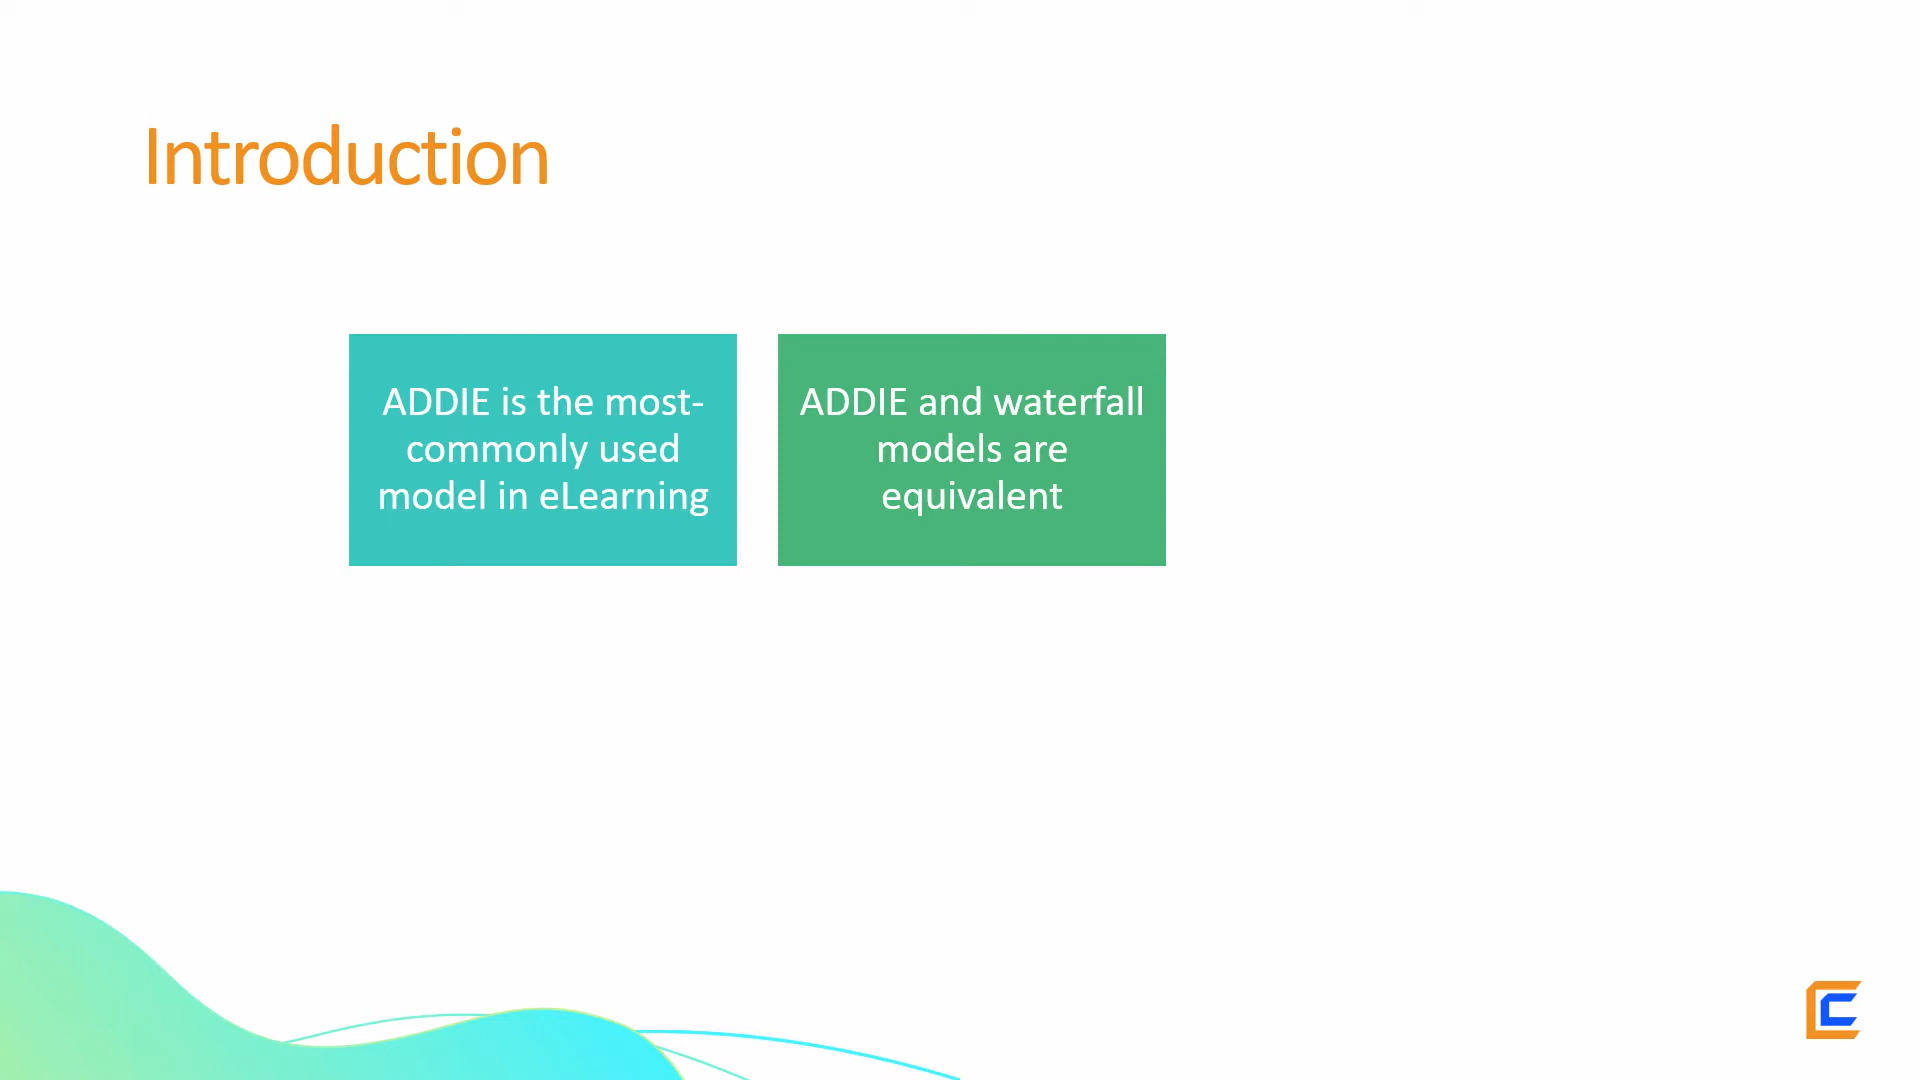 Introduction
ADDIE is the most-
commonly used
model in eLearning
ADDIE and waterfall
models are
equivalent